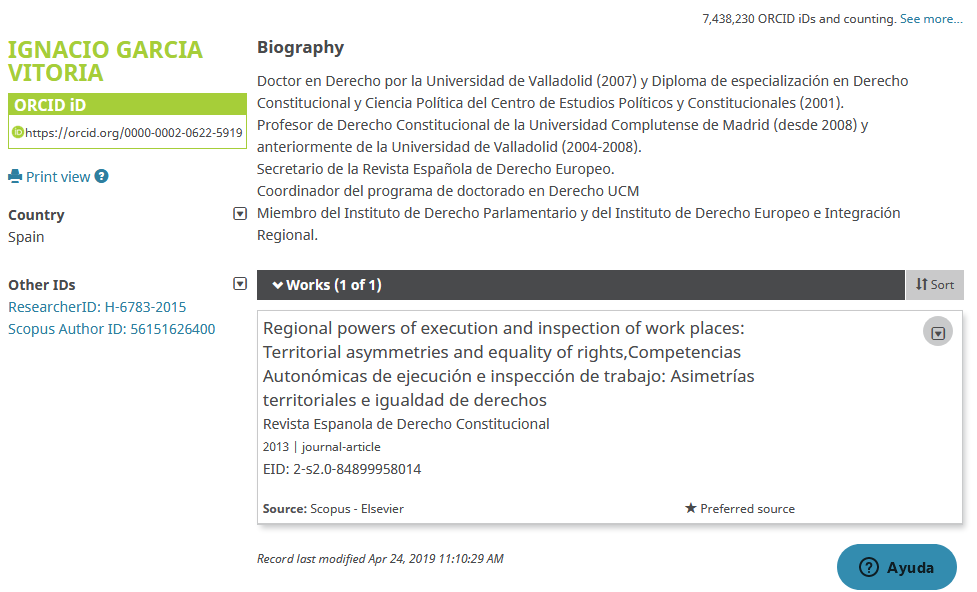 7,438,230 ORCID iDs and counting. See more...
IGNACIO GARCIA
VITORIA
ORCID iD
iD https://orcid.org/0000-0002-0622-5919
Print view ?
Country
Spain
Other IDs
ResearcherID: H-6783-2015
Scopus Author ID: 56151626400
Biography
Doctor en Derecho por la Universidad de Valladolid (2007) y Diploma de especialización en Derecho
Constitucional y Ciencia Política del Centro de Estudios Políticos y Constitucionales (2001).
Profesor de Derecho Constitucional de la Universidad Complutense de Madrid (desde 2008) y
anteriormente de la Universidad de Valladolid (2004-2008).
Secretario de la Revista Española de Derecho Europeo.
Coordinador del programa de doctorado en Derecho UCM
Miembro del Instituto de Derecho Parlamentario y del Instituto de Derecho Europeo e Integración
Regional.
Works (1 of 1)
Sort
Regional powers of execution and inspection of work places:
Territorial asymmetries and equality of rights,Competencias
Autonómicas de ejecución e inspección de trabajo: Asimetrías
territoriales e igualdad de derechos
Revista Espanola de Derecho Constitucional
2013 | journal-article
EID: 2-s2.0-84899958014
Source: Scopus - Elsevier
★ Preferred source
Record last modified Apr 24, 2019 11:10:29 AM
? Ayuda